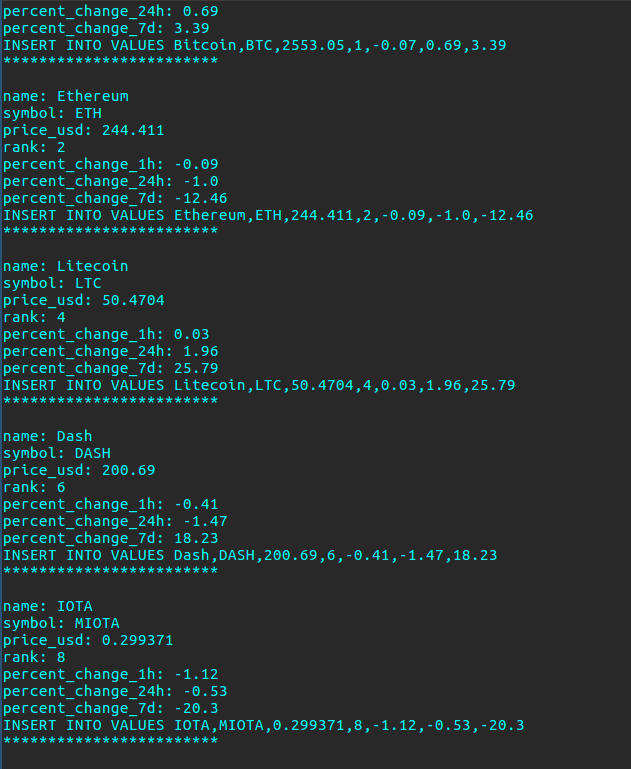 percent_change_24h: 0.69
percent_change_7d: 3.39
INSERT INTO VALUES Bitcoin,BTC,2553.05,1,-0.07,0.69,3.39
************************
name: Ethereum
symbol: ETH
price_usd: 244.411
rank: 2
percent_change_1h: -0.09
percent_change_24h: -1.0
percent_change_7d: -12.46
INSERT INTO VALUES Ethereum,ETH,244.411,2,-0.09,-1.0,-12.46
************************
name: Litecoin
symbol: LTC
price_usd: 50.4704
rank: 4
percent_change_1h: 0.03
percent_change_24h: 1.96
percent_change_7d: 25.79
INSERT INTO VALUES Litecoin,LTC,50.4704,4,0.03,1.96,25.79
************************
name: Dash
symbol: DASH
price_usd: 200.69
rank: 6
percent_change_1h: -0.41
percent_change_24h: -1.47
percent_change_7d: 18.23
INSERT INTO VALUES Dash,DASH,200.69,6,-0.41,-1.47,18.23
************************
name: IOTA
symbol: MIOTA
price_usd: 0.299371
rank: 8
percent_change_1h: -1.12
percent_change_24h: -0.53
percent_change_7d: -20.3
INSERT INTO VALUES IOTA,MIOTA,0.299371,8,-1.12,-0.53,-20.3
************************